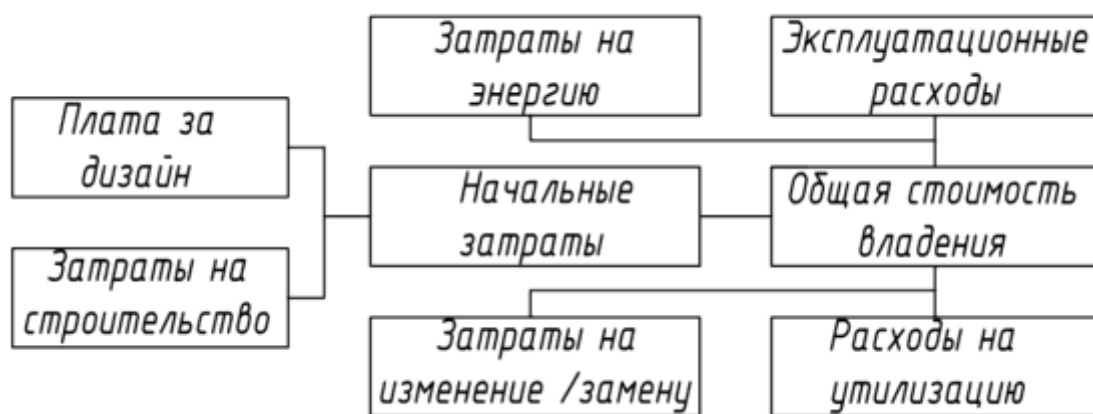 Затраты на
энергию
Эксплуатационные
расходы
Плата за
дизайн
Начальные
затраты
Общая стоимость
владения
Затраты на
строительство
Затраты на
изменение /замену
Расходы на
утилизацию